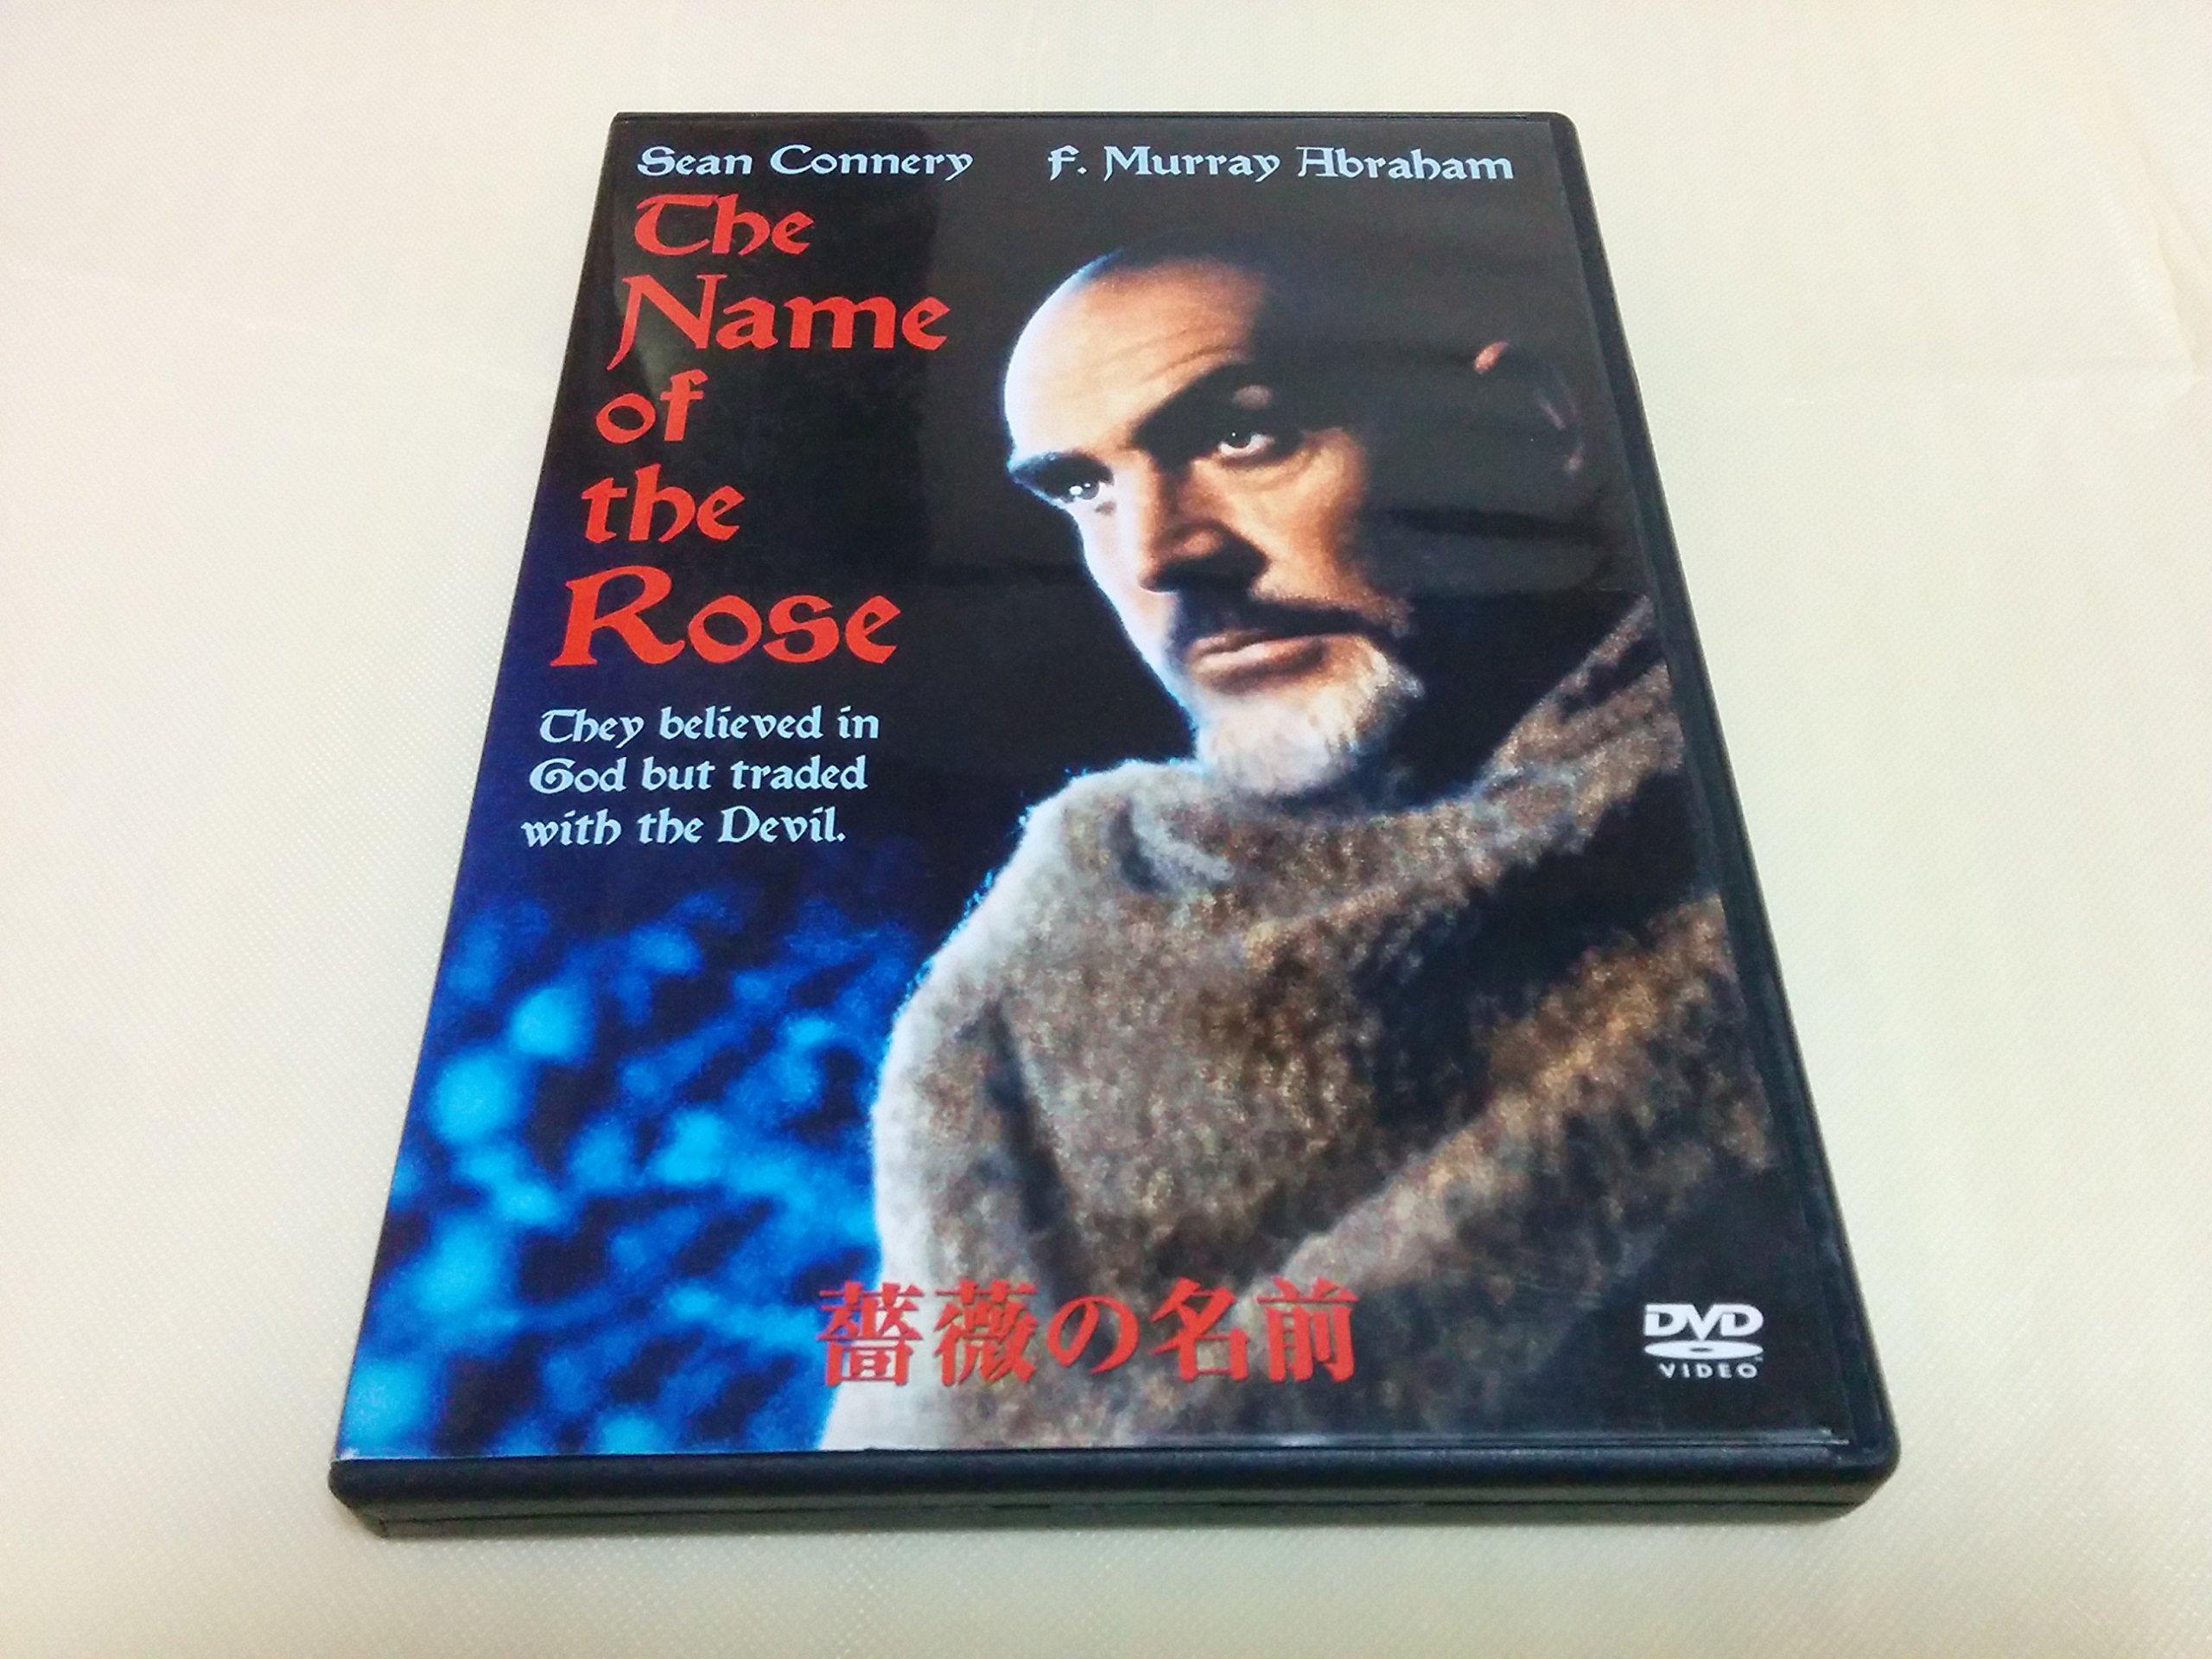 Sean Connery F. Murray Abraham
The
Name
of
the
Rose
They believed in
God but traded
with the Devil.
薔薇の名前
DVD
VIDEO